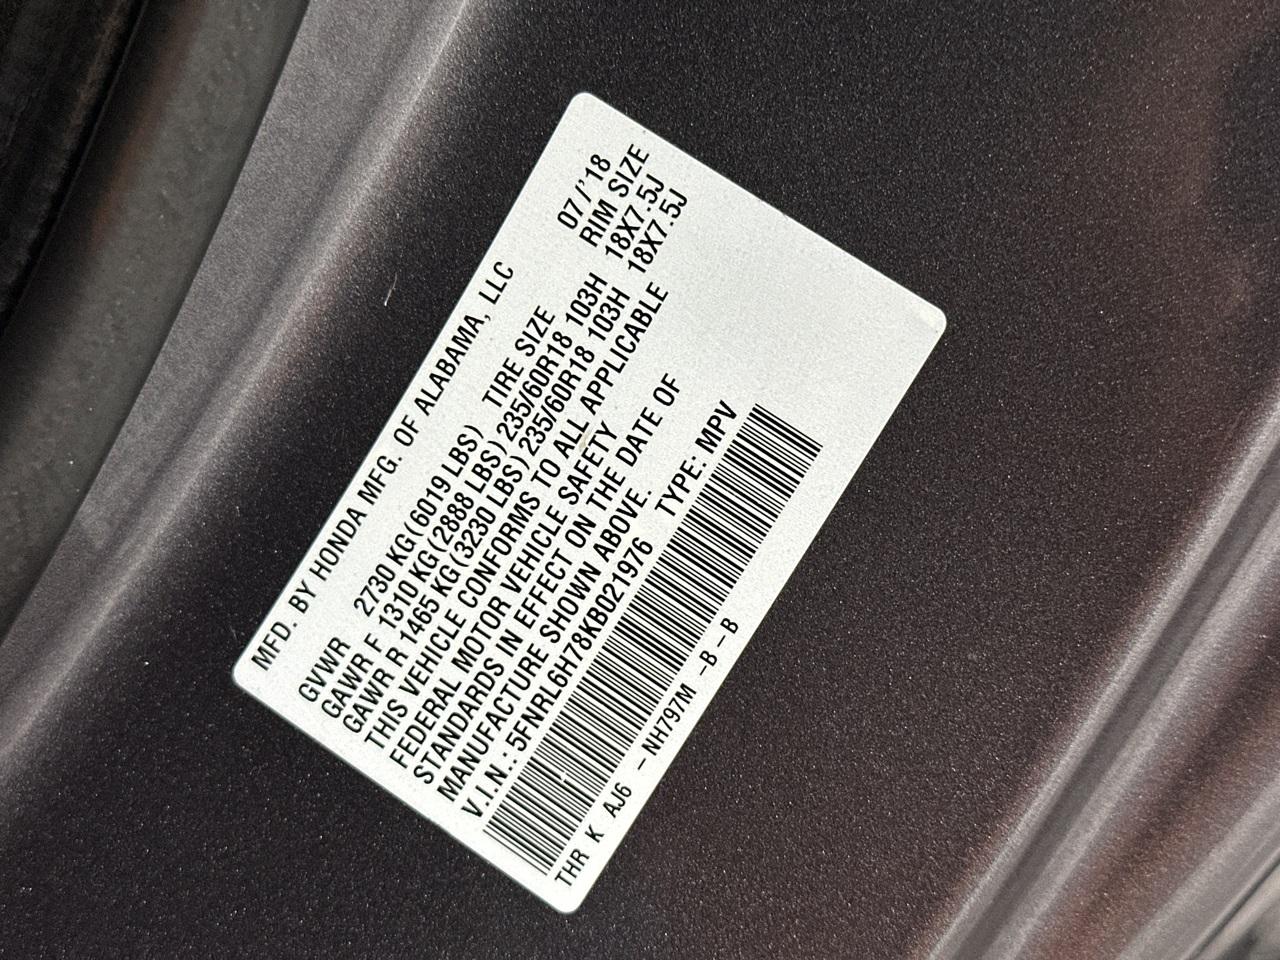 MFD. BY HONDA MFG. OF ALABAMA, LLC 07/'18
GVWR 2730 KG(6019 LBS) TIRE SIZE RIM SIZE
GAWR F 1310 KG(2888 LBS) 235/60R18 103H 18X7.5J
GAWR R 1465 KG(3230 LBS) 235/60R18 103H 18X7.5J
THIS VEHICLE CONFORMS TO ALL APPLICABLE
FEDERAL MOTOR VEHICLE SAFETY
STANDARDS IN EFFECT ON THE DATE OF
MANUFACTURE SHOWN ABOVE.
V.I.N.: 5FNRL6H78KB021976 TYPE: MPV
THR K AJ6 -NH797M -B-B